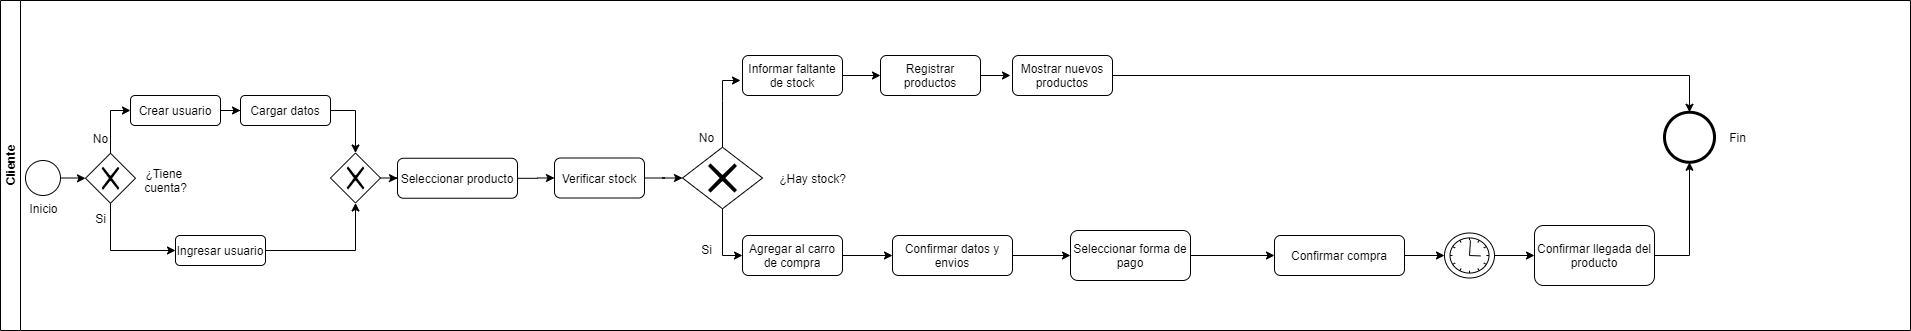 Cliente
Inicio
No
¿Tiene
cuenta?
Si
Crear usuario
Cargar datos
Ingresar usuario
Seleccionar producto
Verificar stock
No
¿Hay stock?
Si
Informar faltante
de stock
Registrar
productos
Mostrar nuevos
productos
Agregar al carro
de compra
Confirmar datos y
envios
Seleccionar forma de
pago
Confirmar compra
Confirmar llegada del
producto
Fin